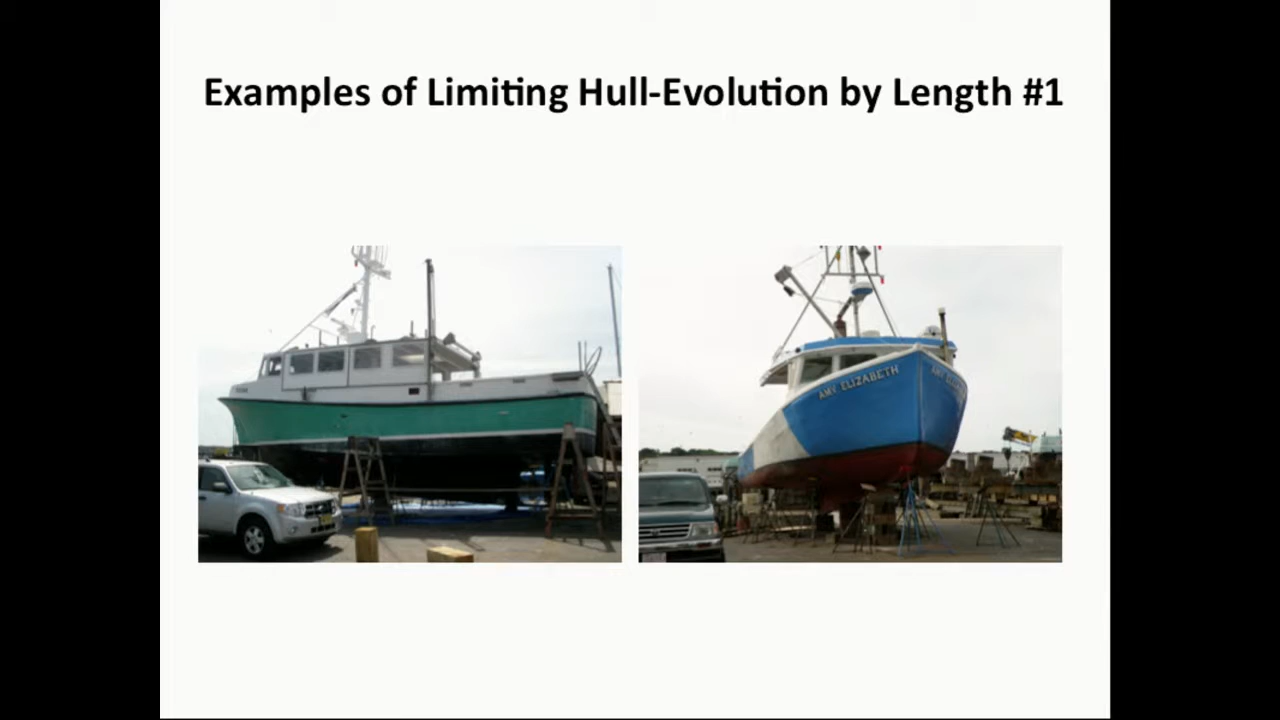 Examples of Limiting Hull-Evolution by Length #1
AMY ELIZABETH